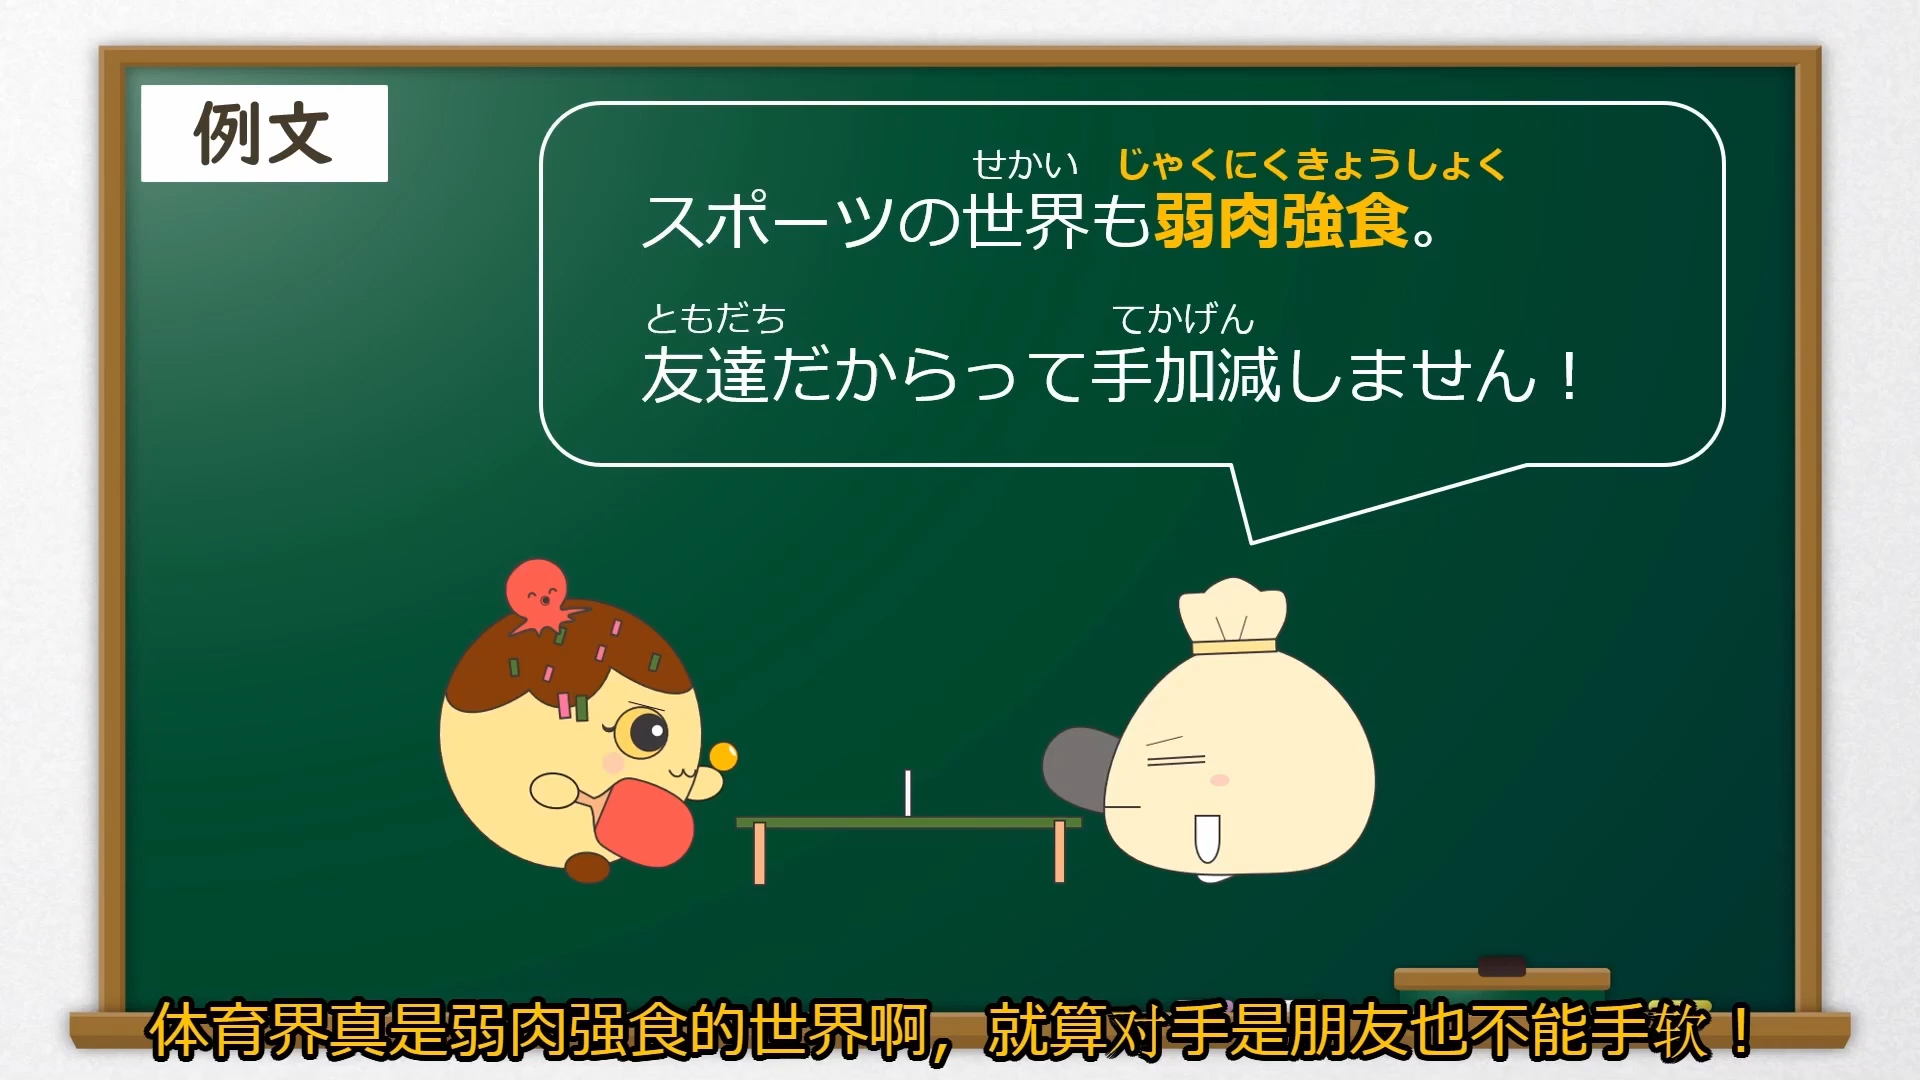 例文
せかい じゃくにくきょうしょく
スポーツの世界も弱肉強食。
ともだち てかげん
友達だからって手加減しません！
体育界真是弱肉强食的世界啊，就算对手是朋友也不能手软！